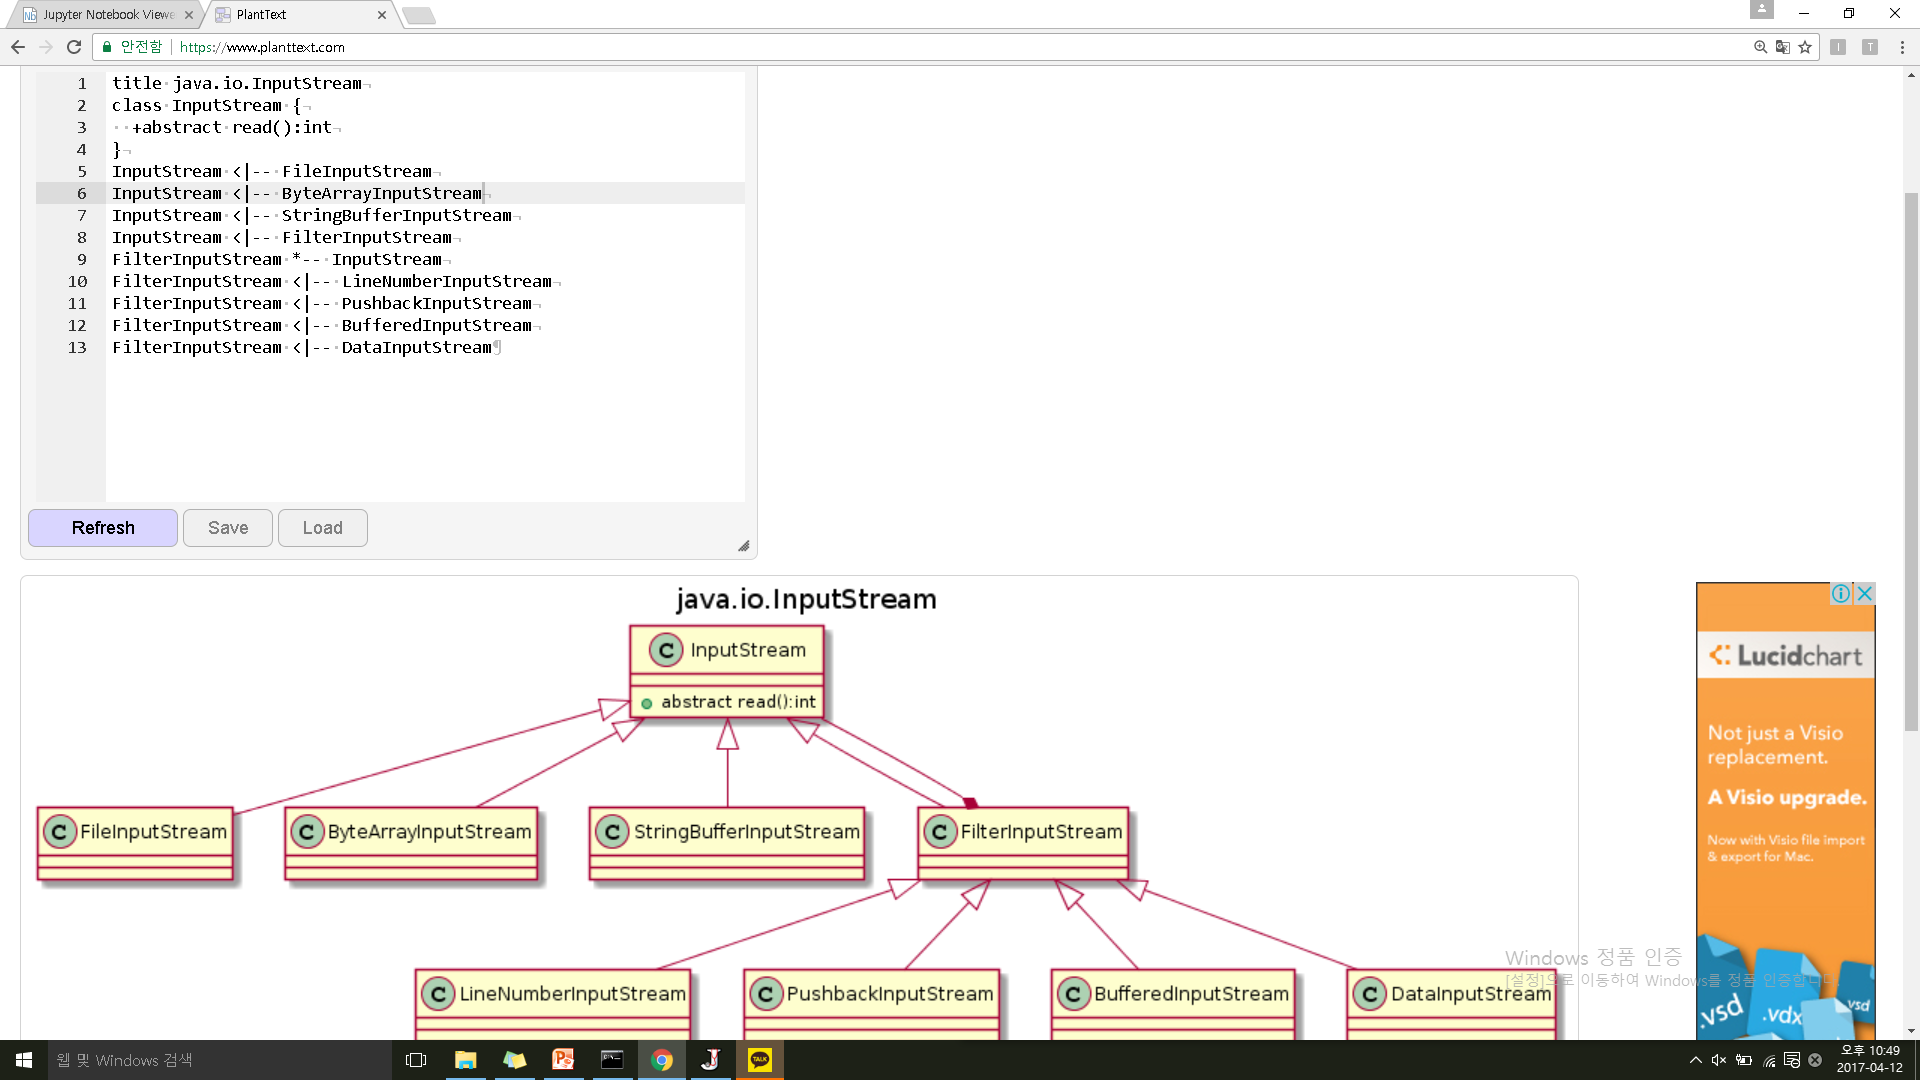 Jupyter Notebook Viewe
PlantText
안전함
https://www.planttext.com
1 title java.io.InputStream
2 class InputStream {
3 +abstract read():int
4 }
5 InputStream <|-- FileInputStream
6 InputStream <|-- ByteArrayInputStream
7 InputStream <|-- StringBufferInputStream
8 InputStream <|-- FilterInputStream
9 FilterInputStream *-- InputStream
10 FilterInputStream <|-- LineNumberInputStream
11 FilterInputStream <|-- PushbackInputStream
12 FilterInputStream <|-- BufferedInputStream
13 FilterInputStream <|-- DataInputStream
Refresh Save Load
java.io.InputStream
C InputStream
abstract read():int
C FileInputStream
C ByteArrayInputStream
C StringBufferInputStream
C FilterInputStream
C LineNumberInputStream
C PushbackInputStream
C BufferedInputStream
C DataInputStream
Lucidchart
Not just a Visio
replacement.
A Visio upgrade.
Now with Visio file import
& export for Mac.
.vsd
.vdx
vsd
Windows 정품 인증
[설정]으로 이동하여 Windows를 정품 인증합니다.
웹 및 Windows 검색
TALK
오후 10:49
2017-04-12